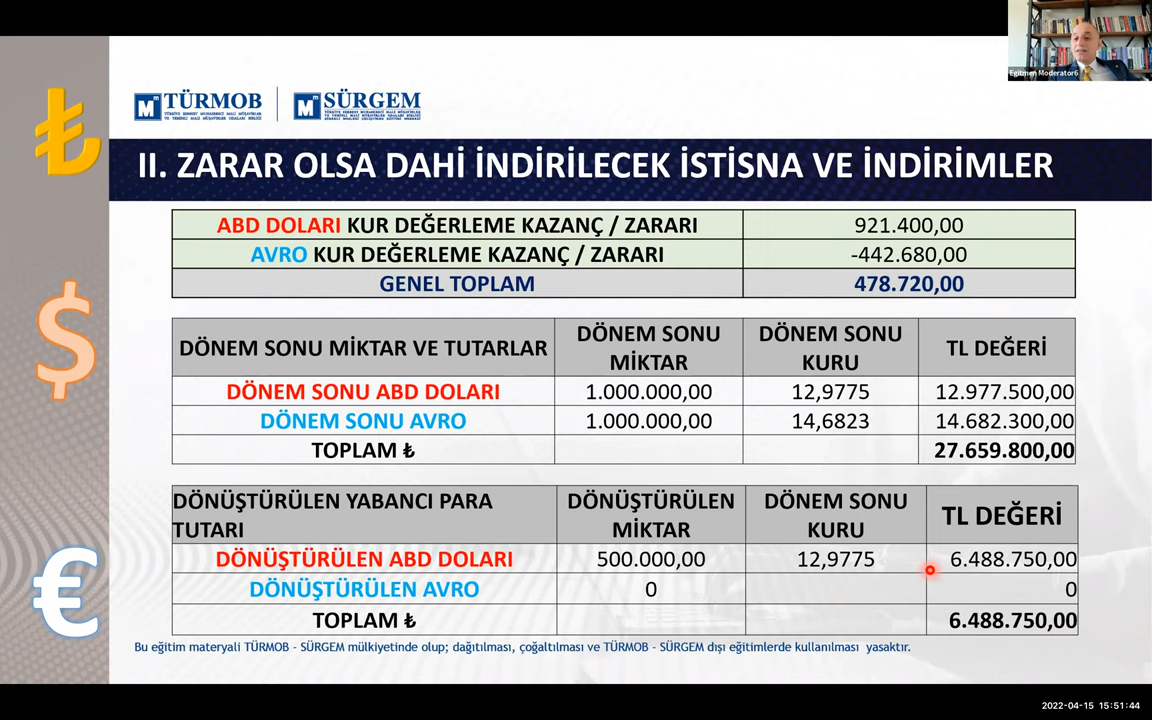 Egitmen Moderator6
TÜRMOB
SÜRGEM
II. ZARAR OLSA DAHİ İNDİRİLECEK İSTİSNA VE İNDİRİMLER
ABD DOLARI KUR DEĞERLEME KAZANÇ / ZARARI 921.400,00
AVRO KUR DEĞERLEME KAZANÇ / ZARARI -442.680,00
GENEL TOPLAM 478.720,00
DÖNEM SONU MİKTAR VE TUTARLAR DÖNEM SONU MİKTAR DÖNEM SONU KURU TL DEĞERİ
DÖNEM SONU ABD DOLARI 1.000.000,00 12,9775 12.977.500,00
DÖNEM SONU AVRO 1.000.000,00 14,6823 14.682.300,00
TOPLAM ₺ 27.659.800,00
DÖNÜŞTÜRÜLEN YABANCI PARA TUTARI DÖNÜŞTÜRÜLEN MİKTAR DÖNEM SONU KURU TL DEĞERİ
DÖNÜŞTÜRÜLEN ABD DOLARI 500.000,00 12,9775 6.488.750,00
DÖNÜŞTÜRÜLEN AVRO 0 0
TOPLAM ₺ 6.488.750,00
Bu eğitim materyali TÜRMOB - SÜRGEM mülkiyetinde olup; dağıtılması, çoğaltılması ve TÜRMOB - SÜRGEM dışı eğitimlerde kullanılması yasaktır.
2022-04-15 15:51:44